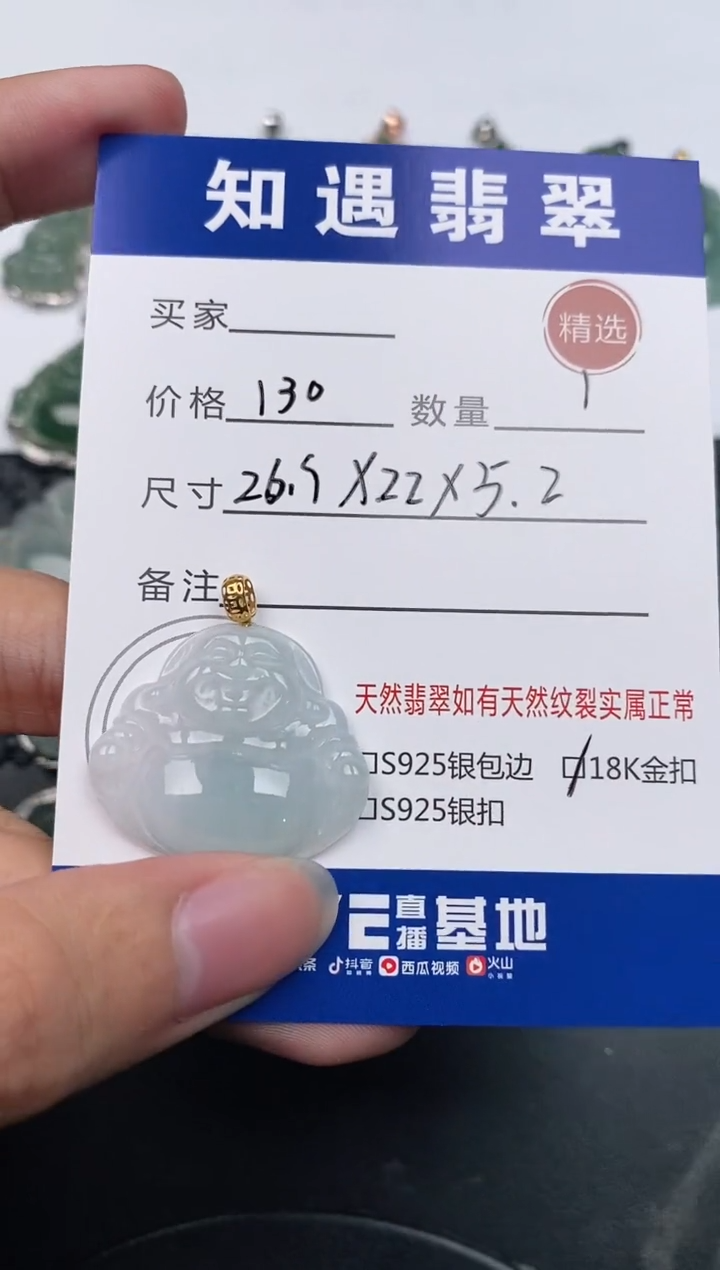 知遇翡翠
买家
精选
价格 130 数量 1
尺寸 26.5X22X5.2
备注
天然翡翠如有天然纹裂实属正常
□S925银包边 □18K金扣
□S925银扣
直播基地
条 抖音 西瓜视频 火山